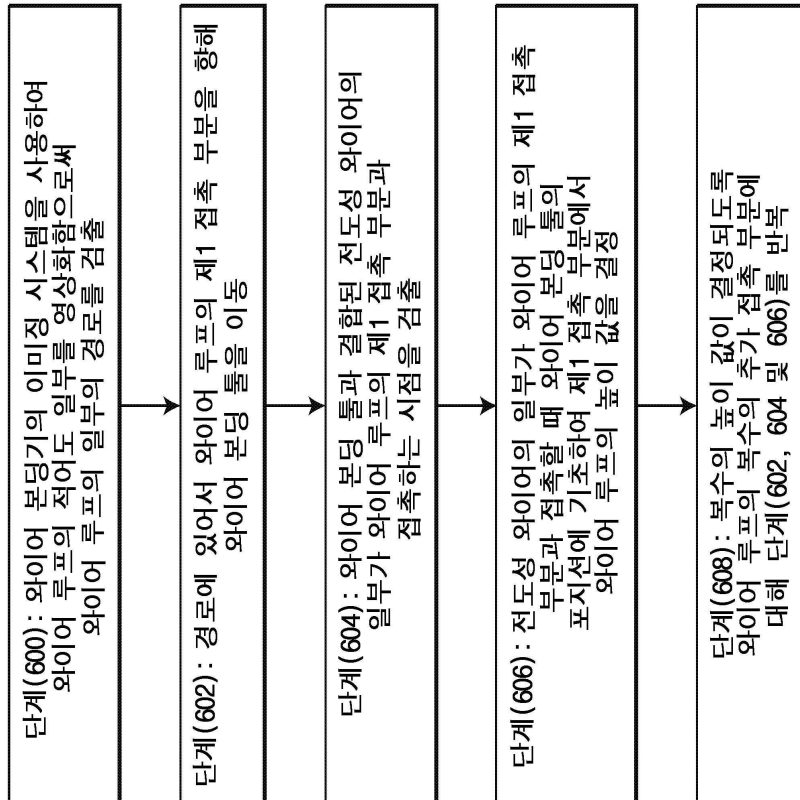 단계(600): 와이어 본딩기의 이미징 시스템을 사용하여
와이어 루프의 적어도 일부를 영상화함으로써
와이어 루프의 일부의 경로를 검출
단계(602): 경로에 있어서 와이어 루프의 제1 접촉 부분을 향해
와이어 본딩 툴을 이동
단계(604): 와이어 본딩 툴과 결합된 전도성 와이어의
일부가 와이어 루프의 제1 접촉 부분과
접촉하는 시점을 검출
단계(606): 전도성 와이어의 일부가 와이어 루프의 제1 접촉
부분과 접촉할 때 와이어 본딩 툴의
포지션에 기초하여 제1 접촉 부분에서
와이어 루프의 높이 값을 결정
단계(608): 복수의 높이 값이 결정되도록
와이어 루프의 복수의 추가 접촉 부분에
대해 단계(602, 604 및 606)를 반복